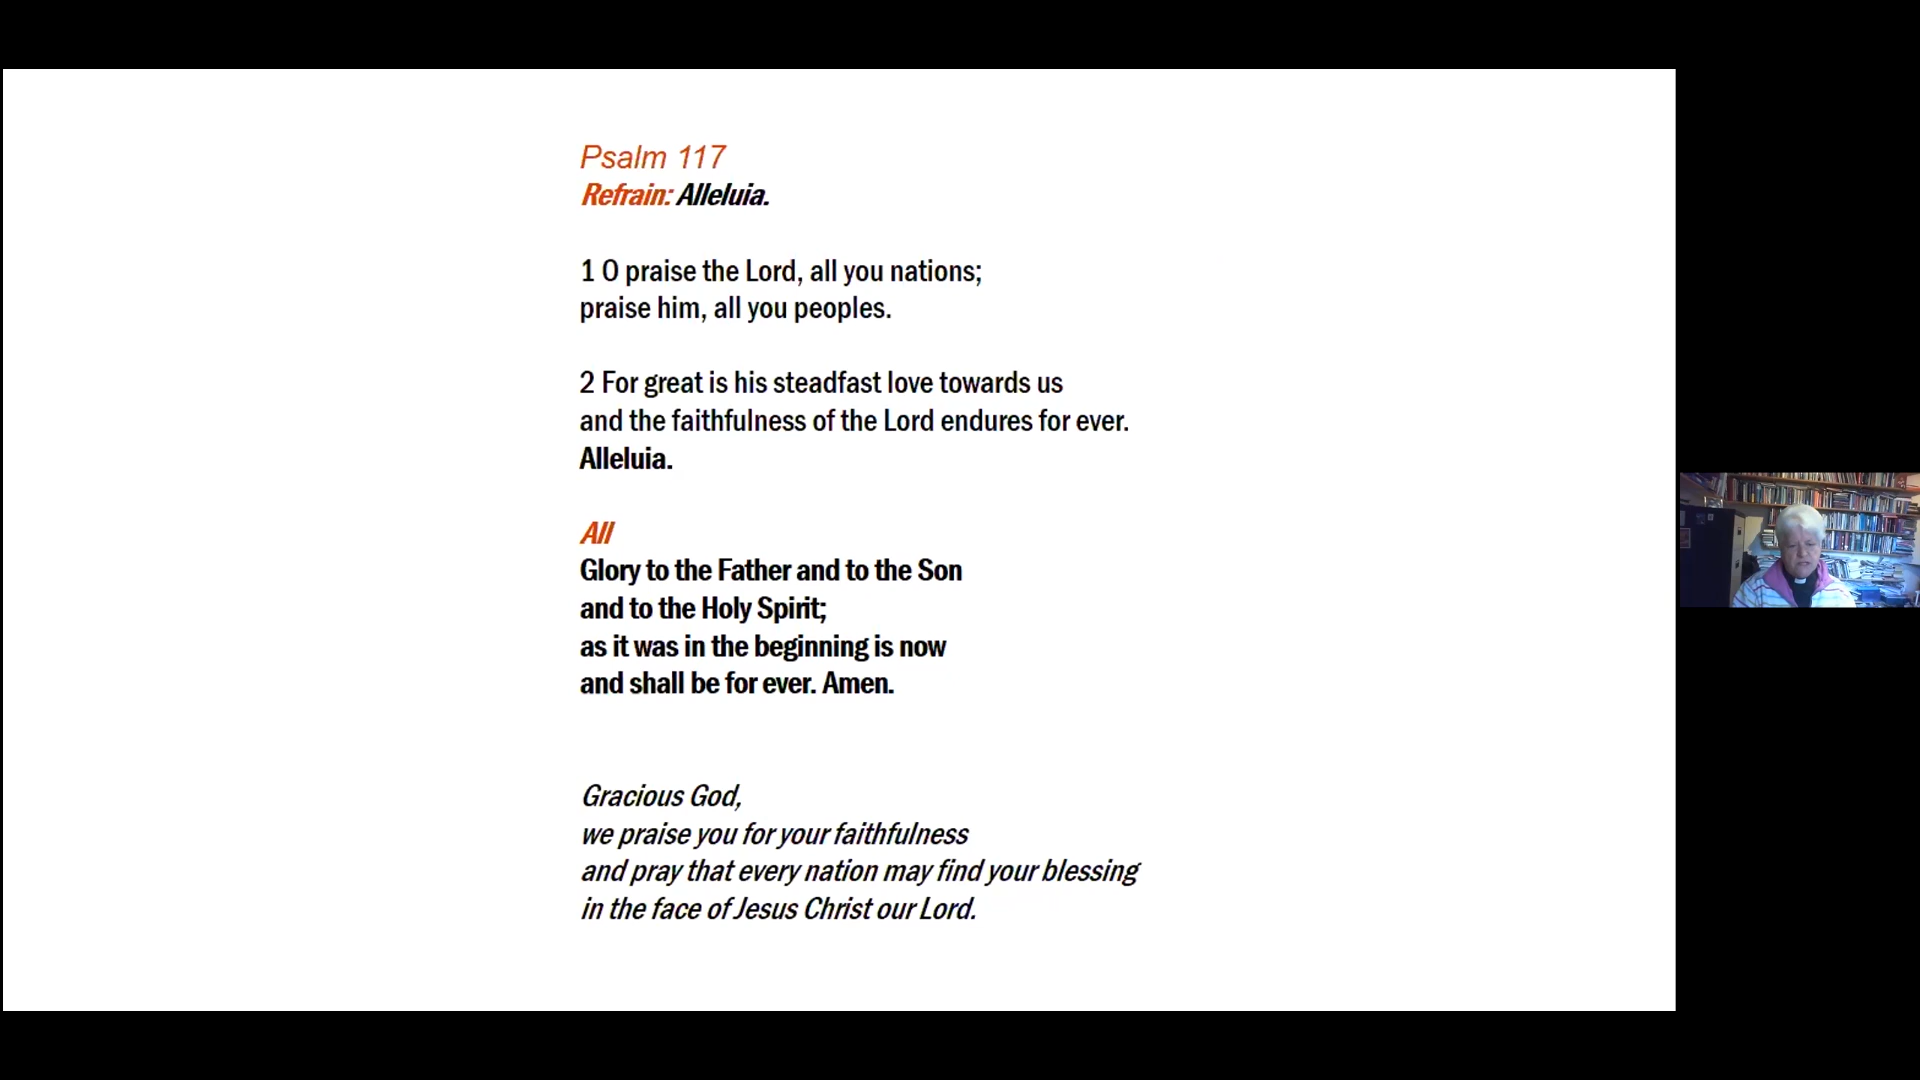 Psalm 117
Refrain: Alleluia.
1 O praise the Lord, all you nations;
praise him, all you peoples.
2 For great is his steadfast love towards us
and the faithfulness of the Lord endures for ever.
Alleluia.
All
Glory to the Father and to the Son
and to the Holy Spirit;
as it was in the beginning is now
and shall be for ever. Amen.
Gracious God,
we praise you for your faithfulness
and pray that every nation may find your blessing
in the face of Jesus Christ our Lord.